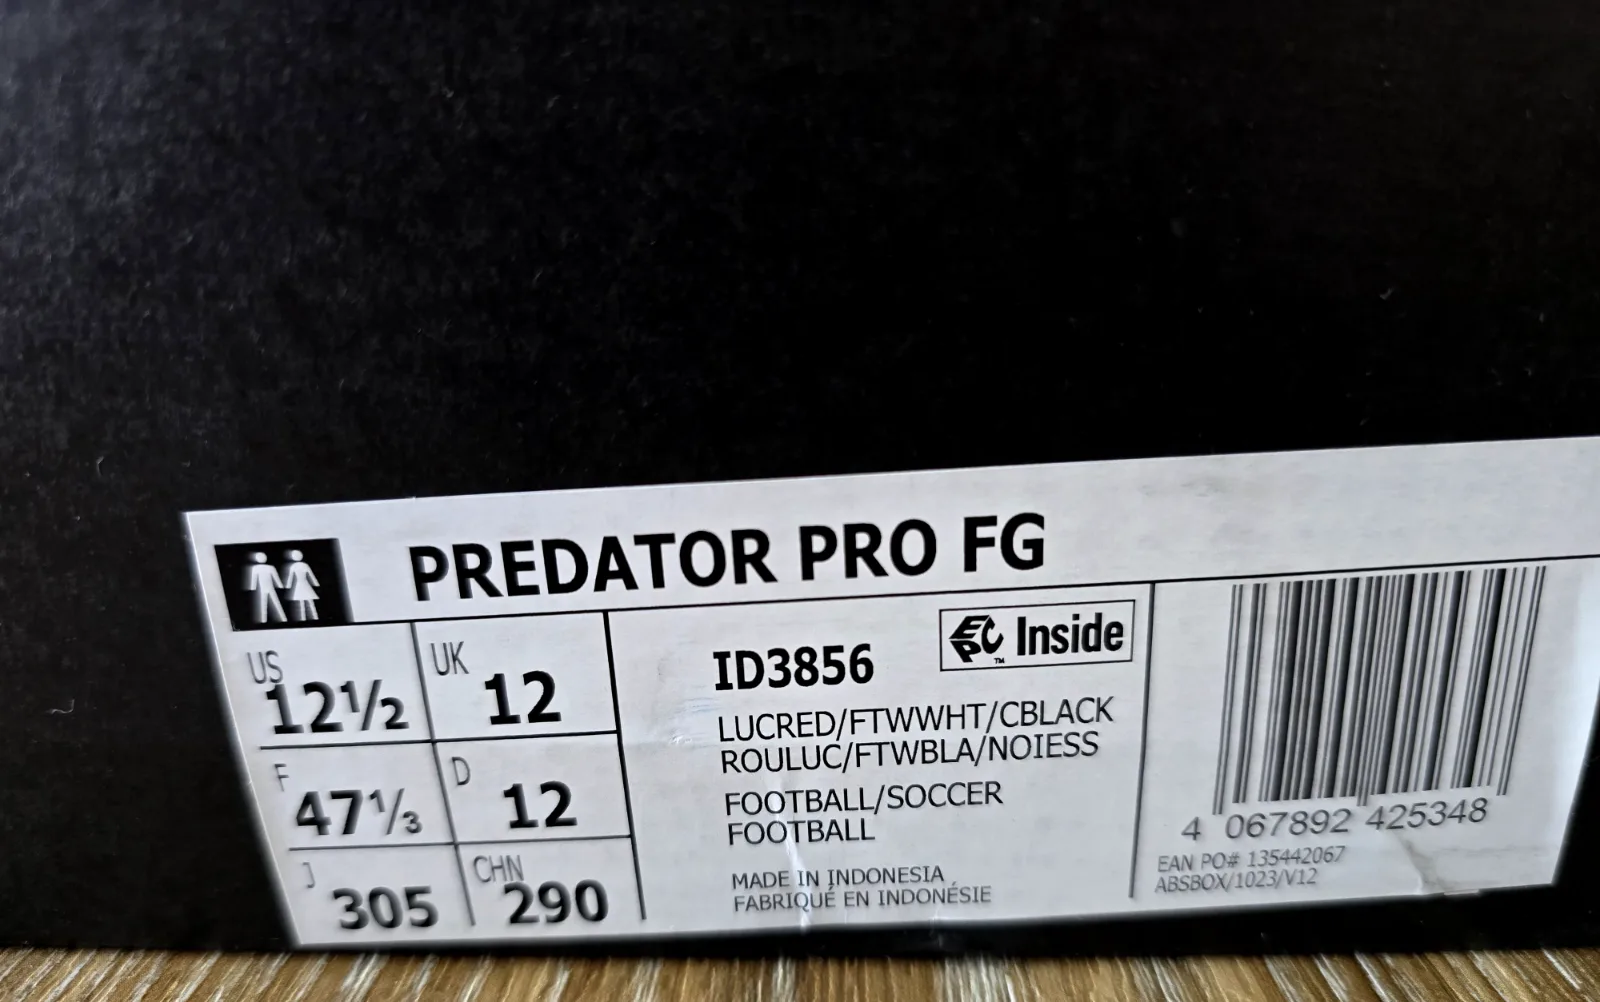 PREDATOR PRO FG
US 12½ UK 12
F 47⅓ D 12
J 305 CHN 290
ID3856
EPC™ Inside
LUCRED/FTWWHT/CBLACK
ROULUC/FTWBLA/NOIESS
FOOTBALL/SOCCER
FOOTBALL
MADE IN INDONESIA
FABRIQUÉ EN INDONÉSIE
4 067892 425348
EAN PO# 135442067
ABSBOX/1023/V12